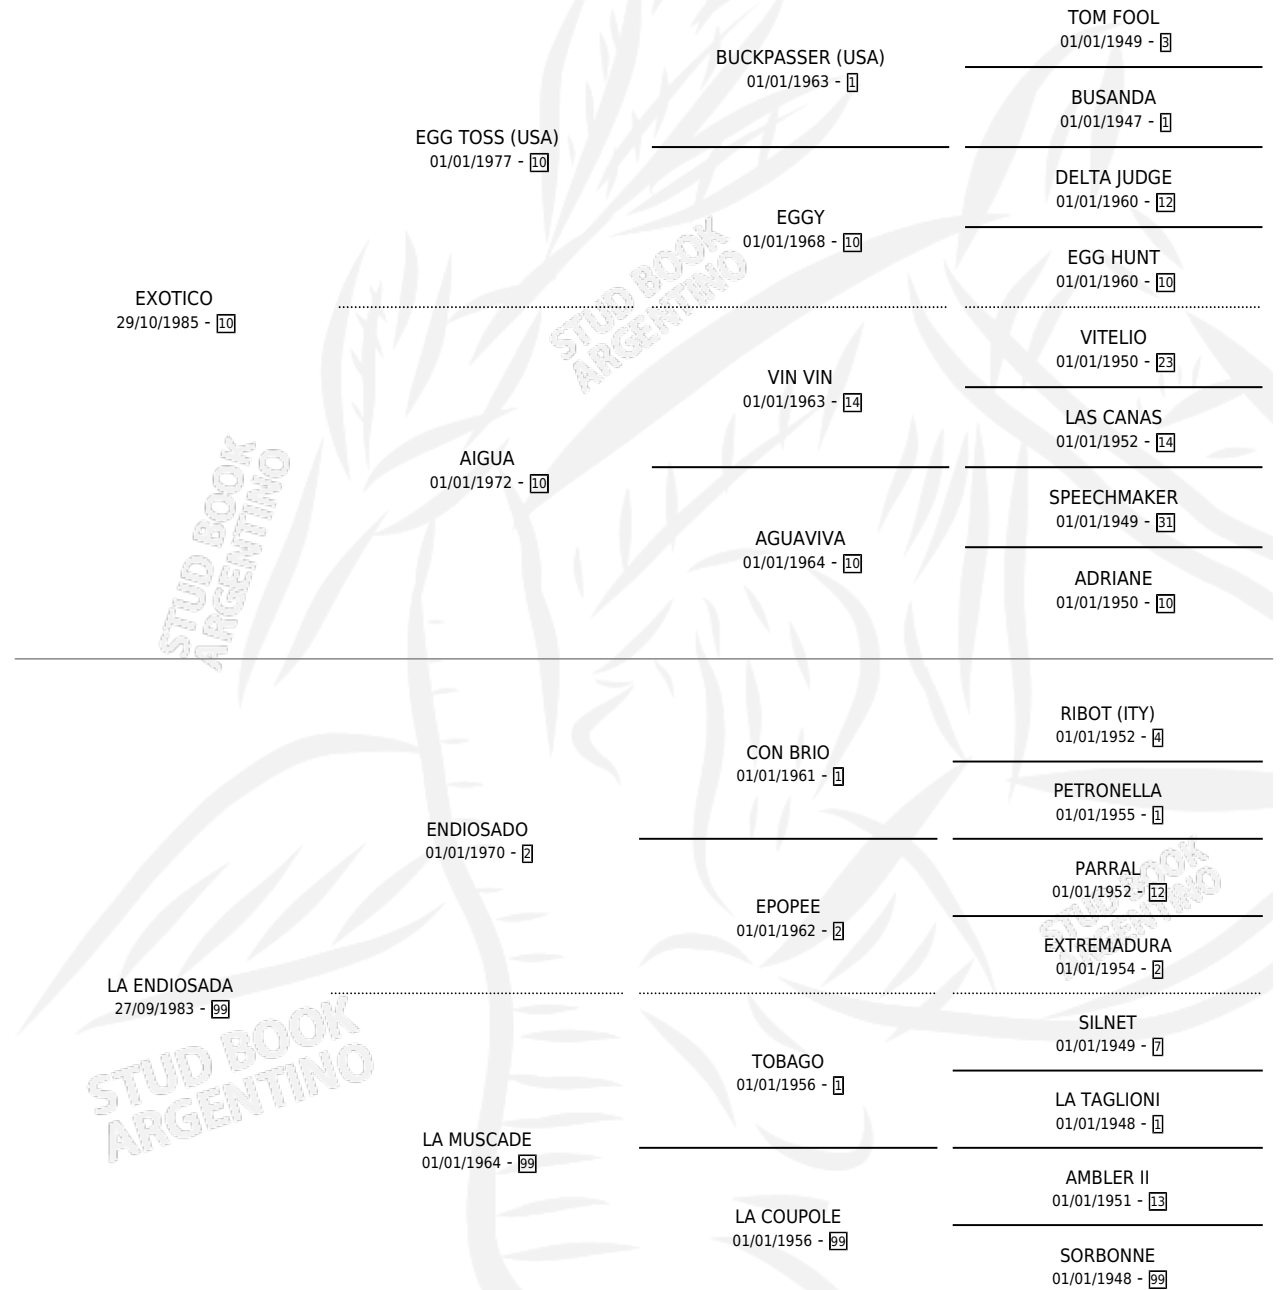 TOM FOOL
01/01/1949 - 3
BUCKPASSER (USA)
01/01/1963 - 1
BUSANDA
01/01/1947 - 1
EGG TOSS (USA)
01/01/1977 - 10
DELTA JUDGE
01/01/1960 - 12
EGGY
01/01/1968 - 10
EGG HUNT
01/01/1960 - 10
EXOTICO
29/10/1985 - 10
VITELIO
01/01/1950 - 23
VIN VIN
01/01/1963 - 14
LAS CANAS
01/01/1952 - 14
AIGUA
01/01/1972 - 10
SPEECHMAKER
01/01/1949 - 31
AGUAVIVA
01/01/1964 - 10
ADRIANE
01/01/1950 - 10
STUD BOOK
ARGENTINO
STUD BOOK
ARGENTINO
RIBOT (ITY)
01/01/1952 - 4
CON BRIO
01/01/1961 - 1
PETRONELLA
01/01/1955 - 1
ENDIOSADO
01/01/1970 - 2
PARRAL
01/01/1952 - 12
EPOPEE
01/01/1962 - 2
EXTREMADURA
01/01/1954 - 2
LA ENDIOSADA
27/09/1983 - 99
SILNET
01/01/1949 - 7
TOBAGO
01/01/1956 - 1
LA TAGLIONI
01/01/1948 - 1
LA MUSCADE
01/01/1964 - 99
AMBLER II
01/01/1951 - 13
LA COUPOLE
01/01/1956 - 99
SORBONNE
01/01/1948 - 99
STUD BOOK
ARGENTINO
STUD BOOK
ARGENTINO